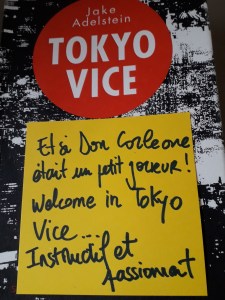 Jake
Adelstein
TOKYO
VICE
Et si Don Corleone
était un petit joueur !
Welcome in Tokyo
Vice...
Instructif et
passionnant